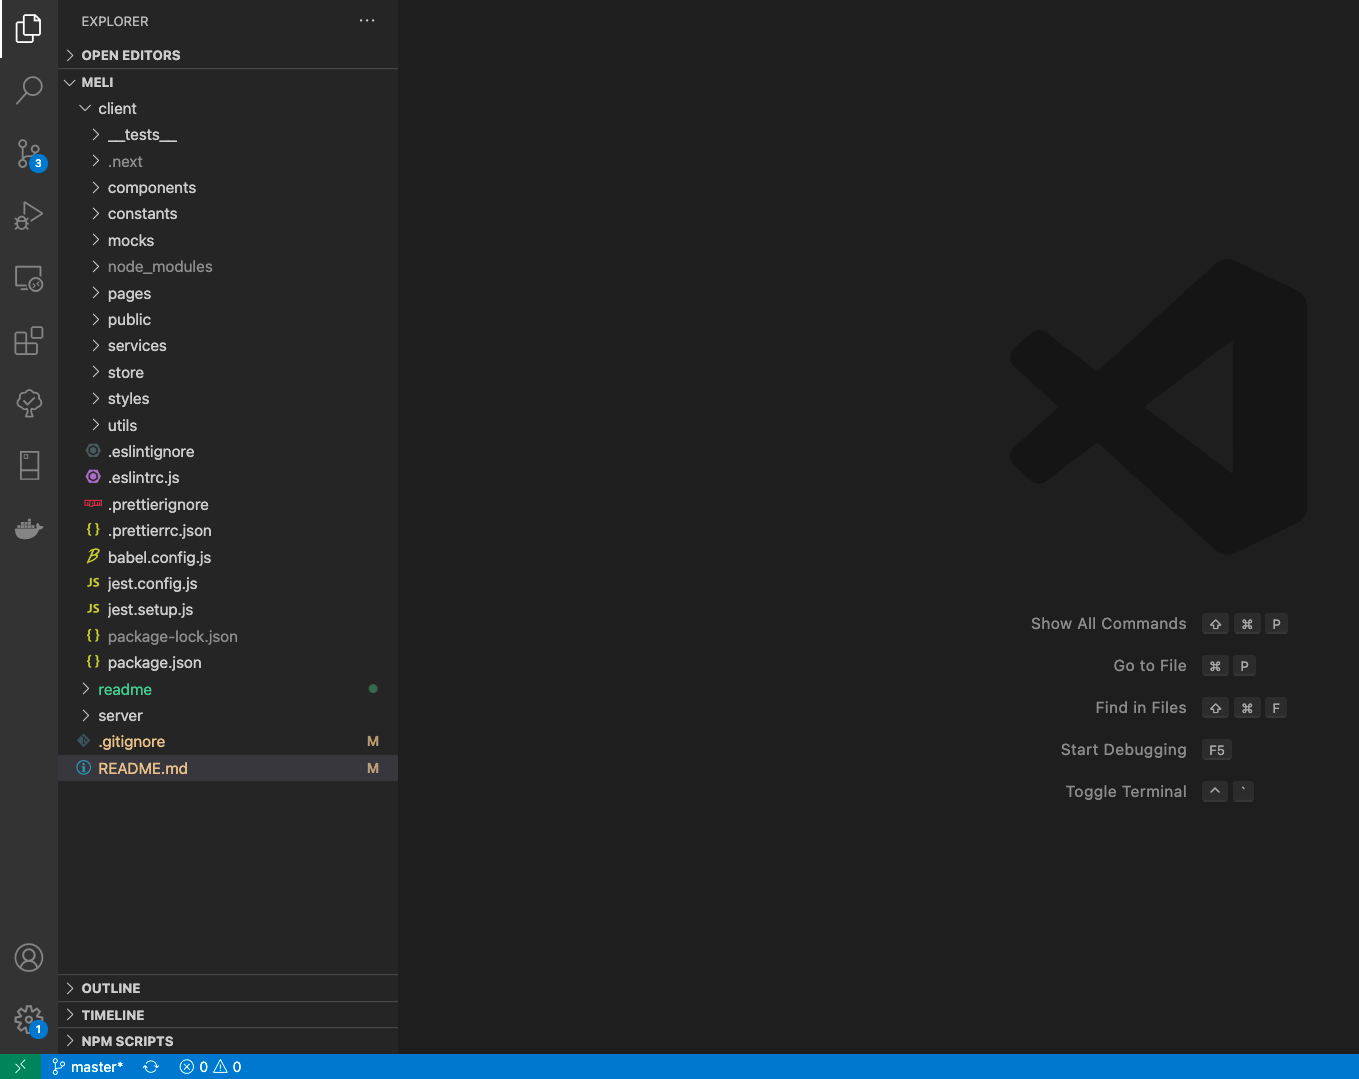 EXPLORER
OPEN EDITORS
MELI
client
__tests__
.next
components
constants
mocks
node_modules
pages
public
services
store
styles
utils
.eslintignore
.eslintrc.js
.prettierignore
{} .prettierrc.json
babel.config.js
JS jest.config.js
JS jest.setup.js
{} package-lock.json
{} package.json
readme
server
.gitignore M
README.md M
OUTLINE
TIMELINE
NPM SCRIPTS
3
1
master* 0 0
Show All Commands ⇧ ⌘ P
Go to File ⌘ P
Find in Files ⇧ ⌘ F
Start Debugging F5
Toggle Terminal ^ `